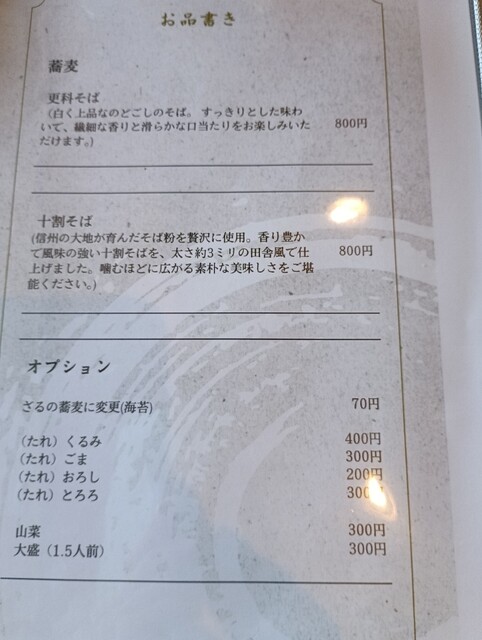 お品書き
蕎麦
更科そば
(白く上品なのどごしのそば。すっきりとした味わ
いで、繊細な香りと滑らかな口当たりをお楽しみいた
だけます。)
800円
十割そば
(信州の大地が育んだそば粉を贅沢に使用。香り豊か
で風味の強い十割そばを、太さ約3ミリの田舎風で仕
上げました。噛むほどに広がる素朴な美味しさをご堪
能ください。)
800円
オプション
ざるの蕎麦に変更(海苔) 70円
(たれ) くるみ 400円
(たれ) ごま 300円
(たれ) おろし 200円
(たれ) とろろ 300円
山菜 300円
大盛 (1.5人前) 300円